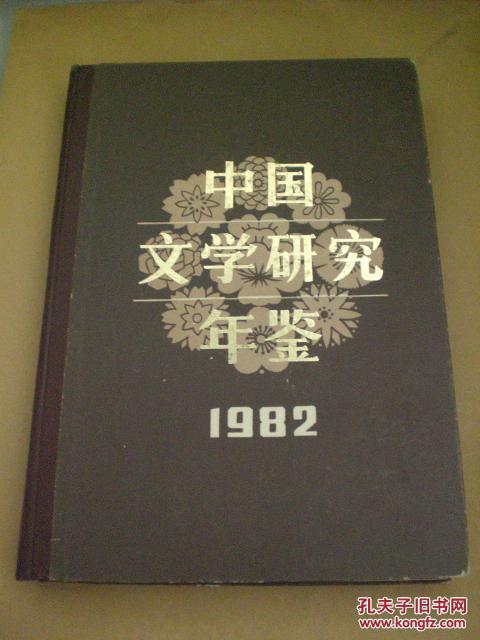 中国
文学研究
年鉴
1982
孔夫子旧书网
www.kongfz.com